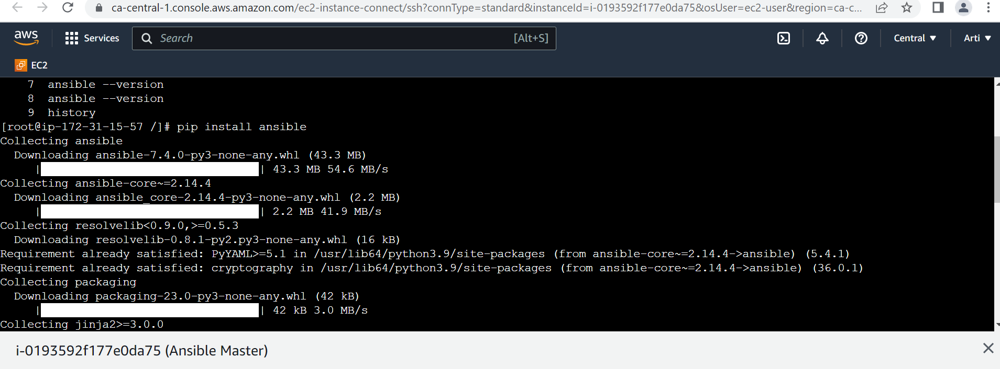 ca-central-1.console.aws.amazon.com/ec2-instance-connect/ssh?connType=standard&instanceId=i-0193592f177e0da75&osUser=ec2-user&region=ca-c...
aws Services Search [Alt+S] Central Arti
EC2
7 ansible --version
8 ansible --version
9 history
[root@ip-172-31-15-57 /]# pip install ansible
Collecting ansible
Downloading ansible-7.4.0-py3-none-any.whl (43.3 MB)
| | 43.3 MB 54.6 MB/s
Collecting ansible-core~=2.14.4
Downloading ansible_core-2.14.4-py3-none-any.whl (2.2 MB)
| | 2.2 MB 41.9 MB/s
Collecting resolvelib<0.9.0,>=0.5.3
Downloading resolvelib-0.8.1-py2.py3-none-any.whl (16 kB)
Requirement already satisfied: PyYAML>=5.1 in /usr/lib64/python3.9/site-packages (from ansible-core~=2.14.4->ansible) (5.4.1)
Requirement already satisfied: cryptography in /usr/lib64/python3.9/site-packages (from ansible-core~=2.14.4->ansible) (36.0.1)
Collecting packaging
Downloading packaging-23.0-py3-none-any.whl (42 kB)
| | 42 kB 3.0 MB/s
Collecting jinja2>=3.0.0
i-0193592f177e0da75 (Ansible Master)